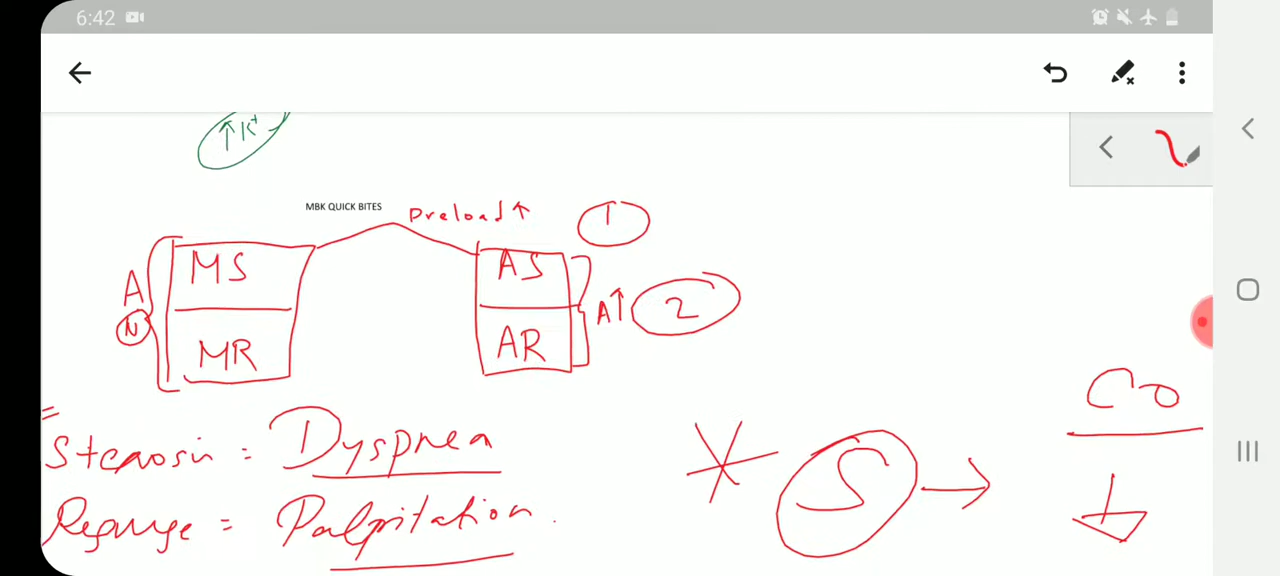 6:42
↑K+
MBK QUICK BITES
Preload↑
1
MS
AS
A
N
A↑
2
MR
AR
CO
=
Stenosis = Dyspnea
* S → ↓
Regurge = Palpitation.